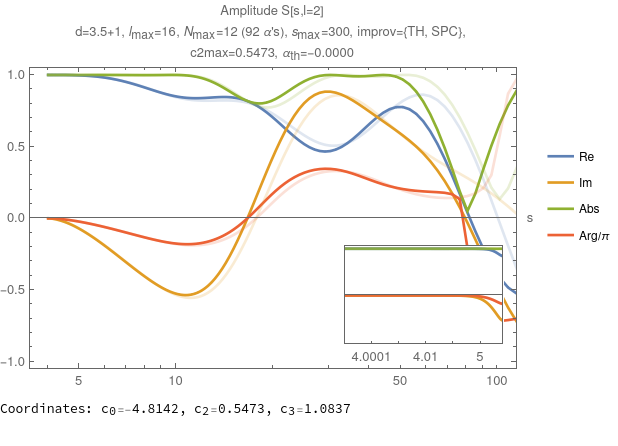 Amplitude S[s,l=2]
d=3.5+1, lmax=16, Nmax=12 (92 α's), smax=300, improv={TH, SPC},
c2max=0.5473, αth=−0.0000
1.0
0.5
0.0
−0.5
−1.0
s
Re
Im
Abs
Arg/π
4.0001 4.01 5
5 10 50 100
Coordinates: c0=-4.8142, c2=0.5473, c3=1.0837